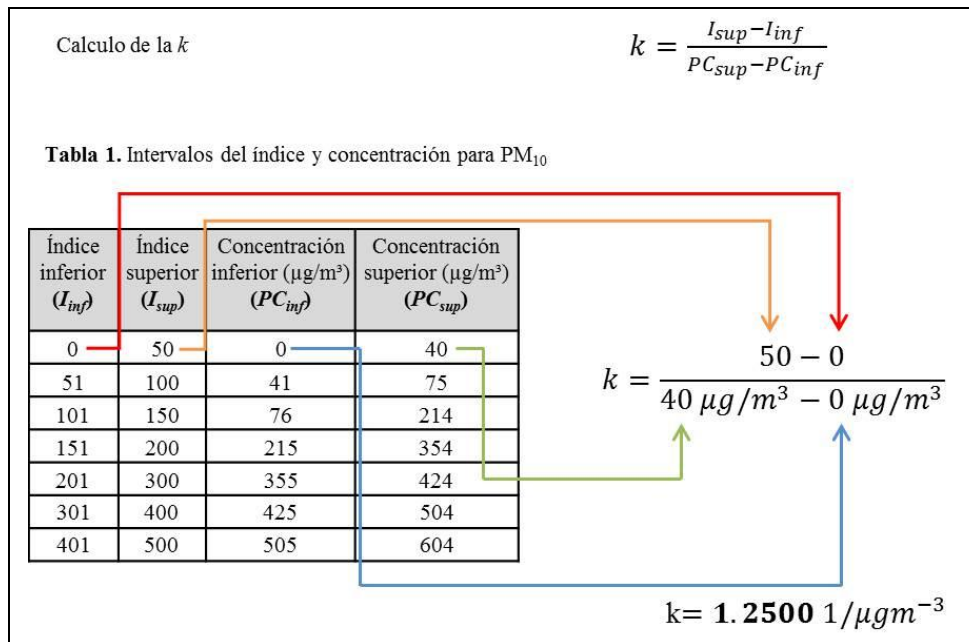 Calculo de la k
k = I_sup−I_inf / PC_sup−PC_inf
Tabla 1. Intervalos del índice y concentración para PM₁₀
Índice inferior (I_inf) Índice superior (I_sup) Concentración inferior (µg/m³) (PC_inf) Concentración superior (µg/m³) (PC_sup)
0 50 0 40
51 100 41 75
101 150 76 214
151 200 215 354
201 300 355 424
301 400 425 504
401 500 505 604
k = 50 − 0 / 40 µg/m³ − 0 µg/m³
k= 1.2500 1/µgm⁻³